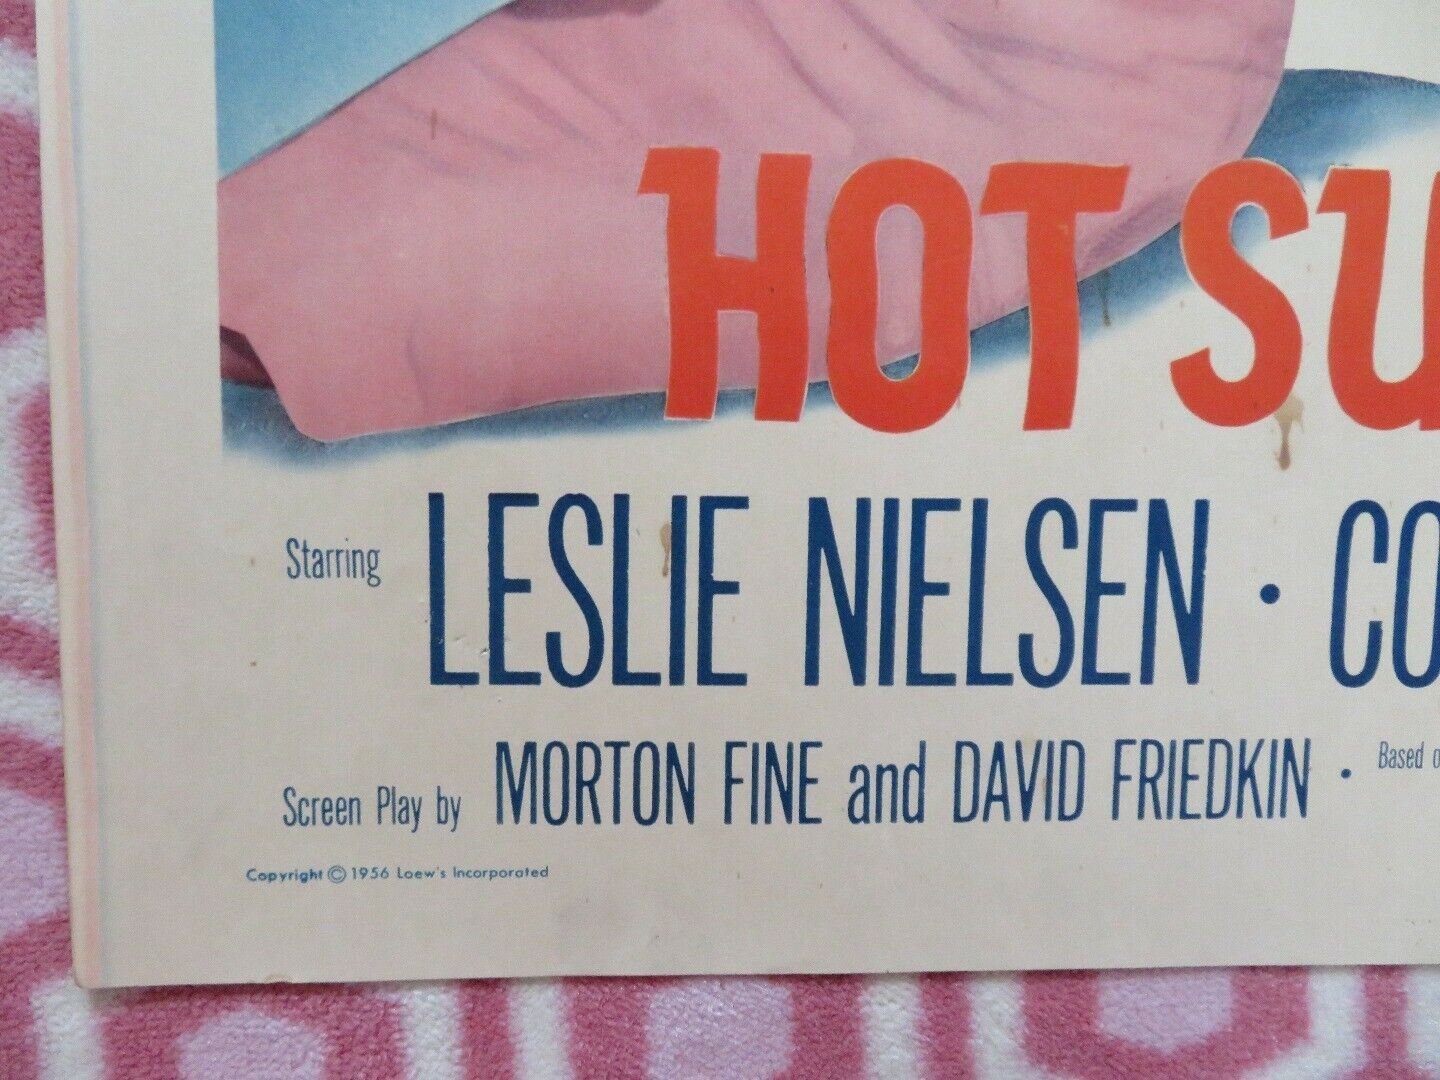 HOT SU
Starring LESLIE NIELSEN · CO
Screen Play by MORTON FINE and DAVID FRIEDKIN · Based o
Copyright © 1956 Loew's Incorporated